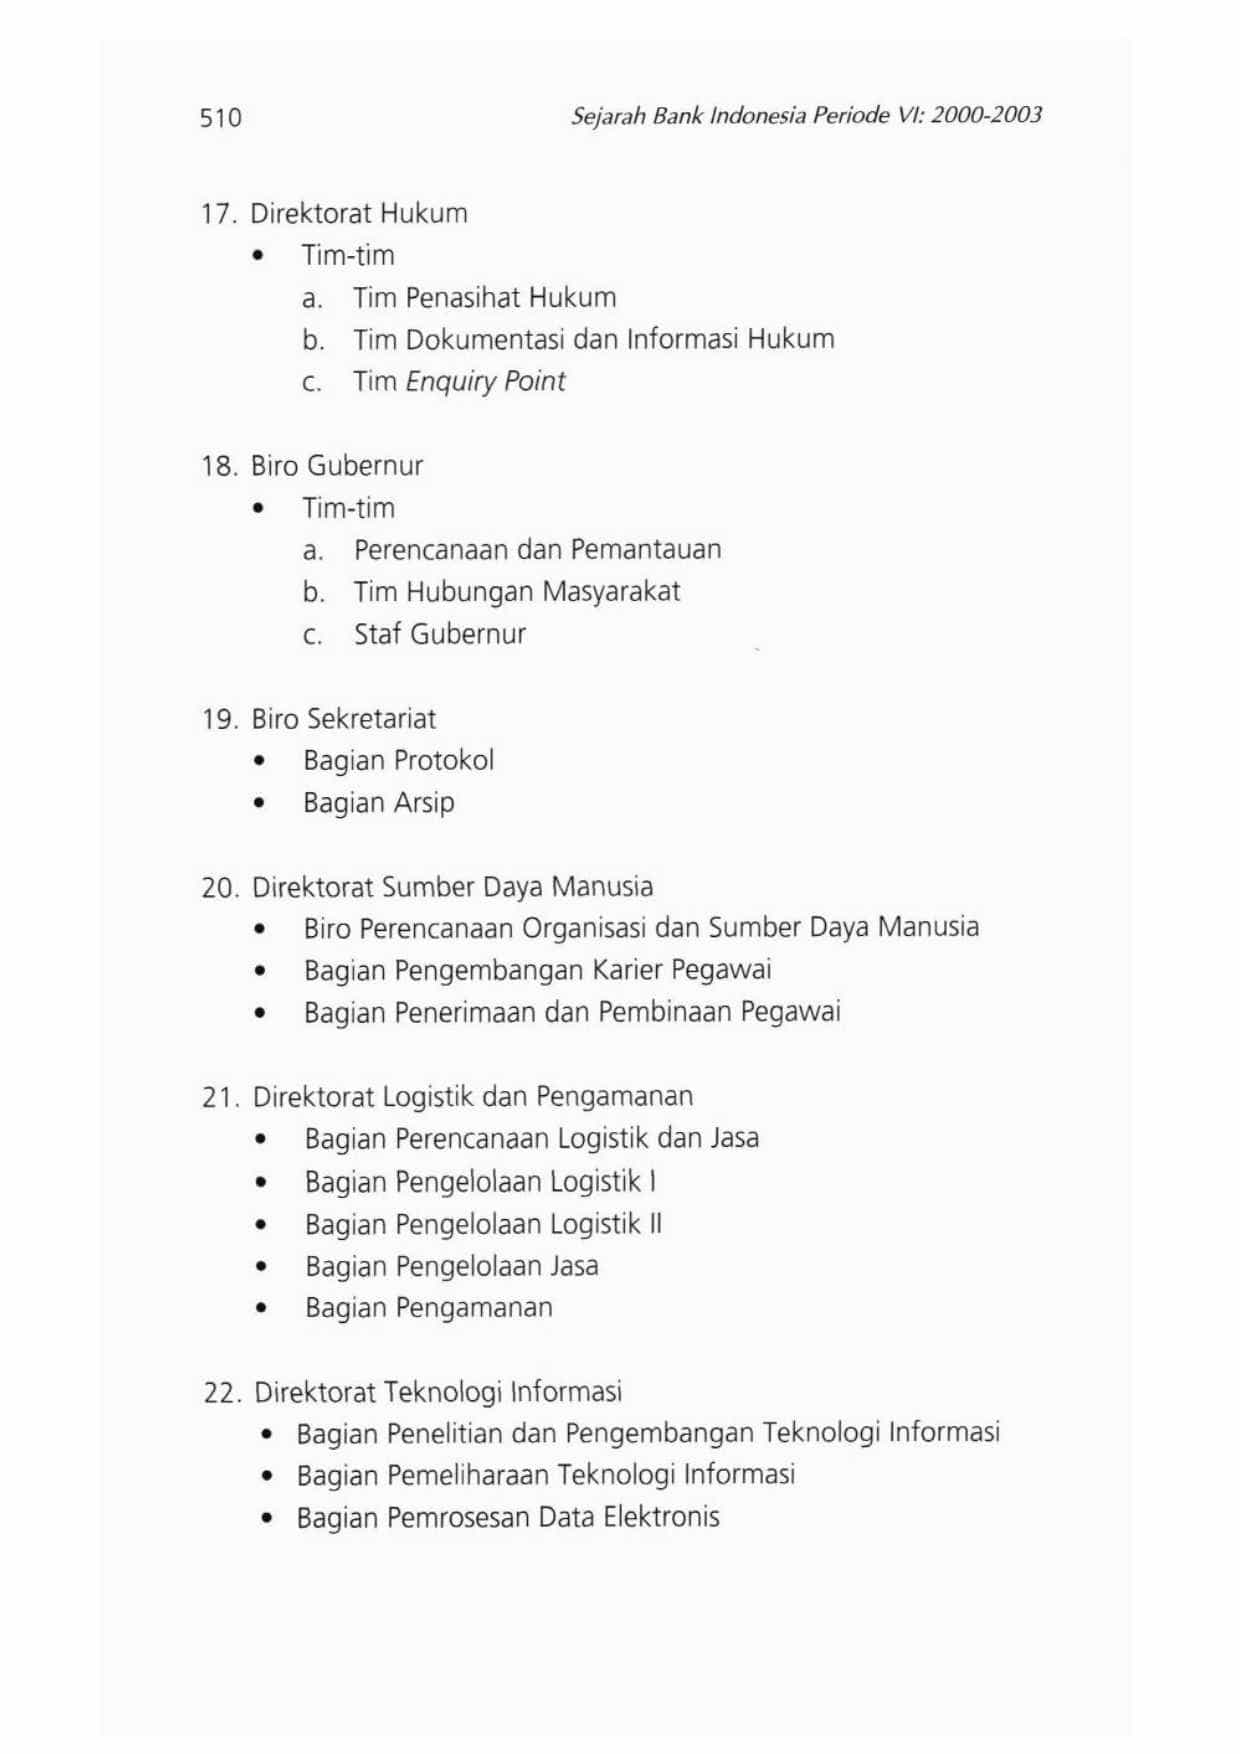 510
Sejarah Bank Indonesia Periode VI: 2000-2003
17. Direktorat Hukum
• Tim-tim
a. Tim Penasihat Hukum
b. Tim Dokumentasi dan Informasi Hukum
c. Tim Enquiry Point
18. Biro Gubernur
• Tim-tim
a. Perencanaan dan Pemantauan
b. Tim Hubungan Masyarakat
c. Staf Gubernur
19. Biro Sekretariat
• Bagian Protokol
• Bagian Arsip
20. Direktorat Sumber Daya Manusia
• Biro Perencanaan Organisasi dan Sumber Daya Manusia
• Bagian Pengembangan Karier Pegawai
• Bagian Penerimaan dan Pembinaan Pegawai
21. Direktorat Logistik dan Pengamanan
• Bagian Perencanaan Logistik dan Jasa
• Bagian Pengelolaan Logistik I
• Bagian Pengelolaan Logistik II
• Bagian Pengelolaan Jasa
• Bagian Pengamanan
22. Direktorat Teknologi Informasi
• Bagian Penelitian dan Pengembangan Teknologi Informasi
• Bagian Pemeliharaan Teknologi Informasi
• Bagian Pemrosesan Data Elektronis